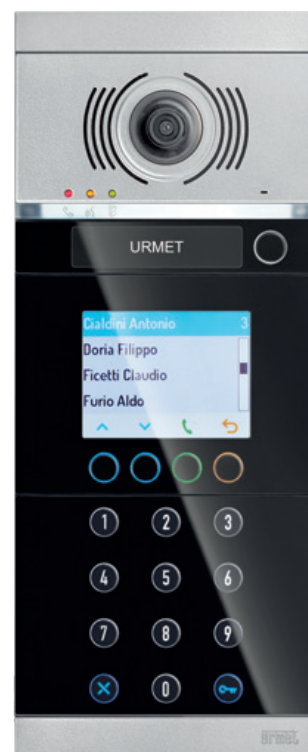 URMET
Cialdini Antonio 3
Doria Filippo
Ficetti Claudio
Furio Aldo
1 2 3
4 5 6
7 8 9
0
urmet